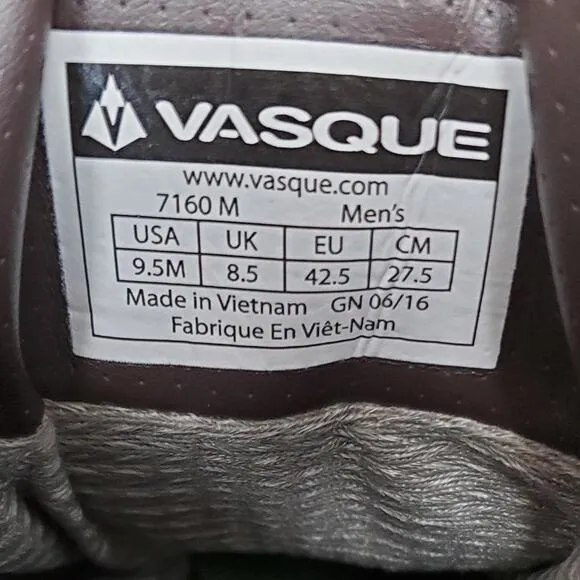 VASQUE
www.vasque.com
7160 M Men's
USA UK EU CM
9.5M 8.5 42.5 27.5
Made in Vietnam GN 06/16
Fabrique En Viêt-Nam